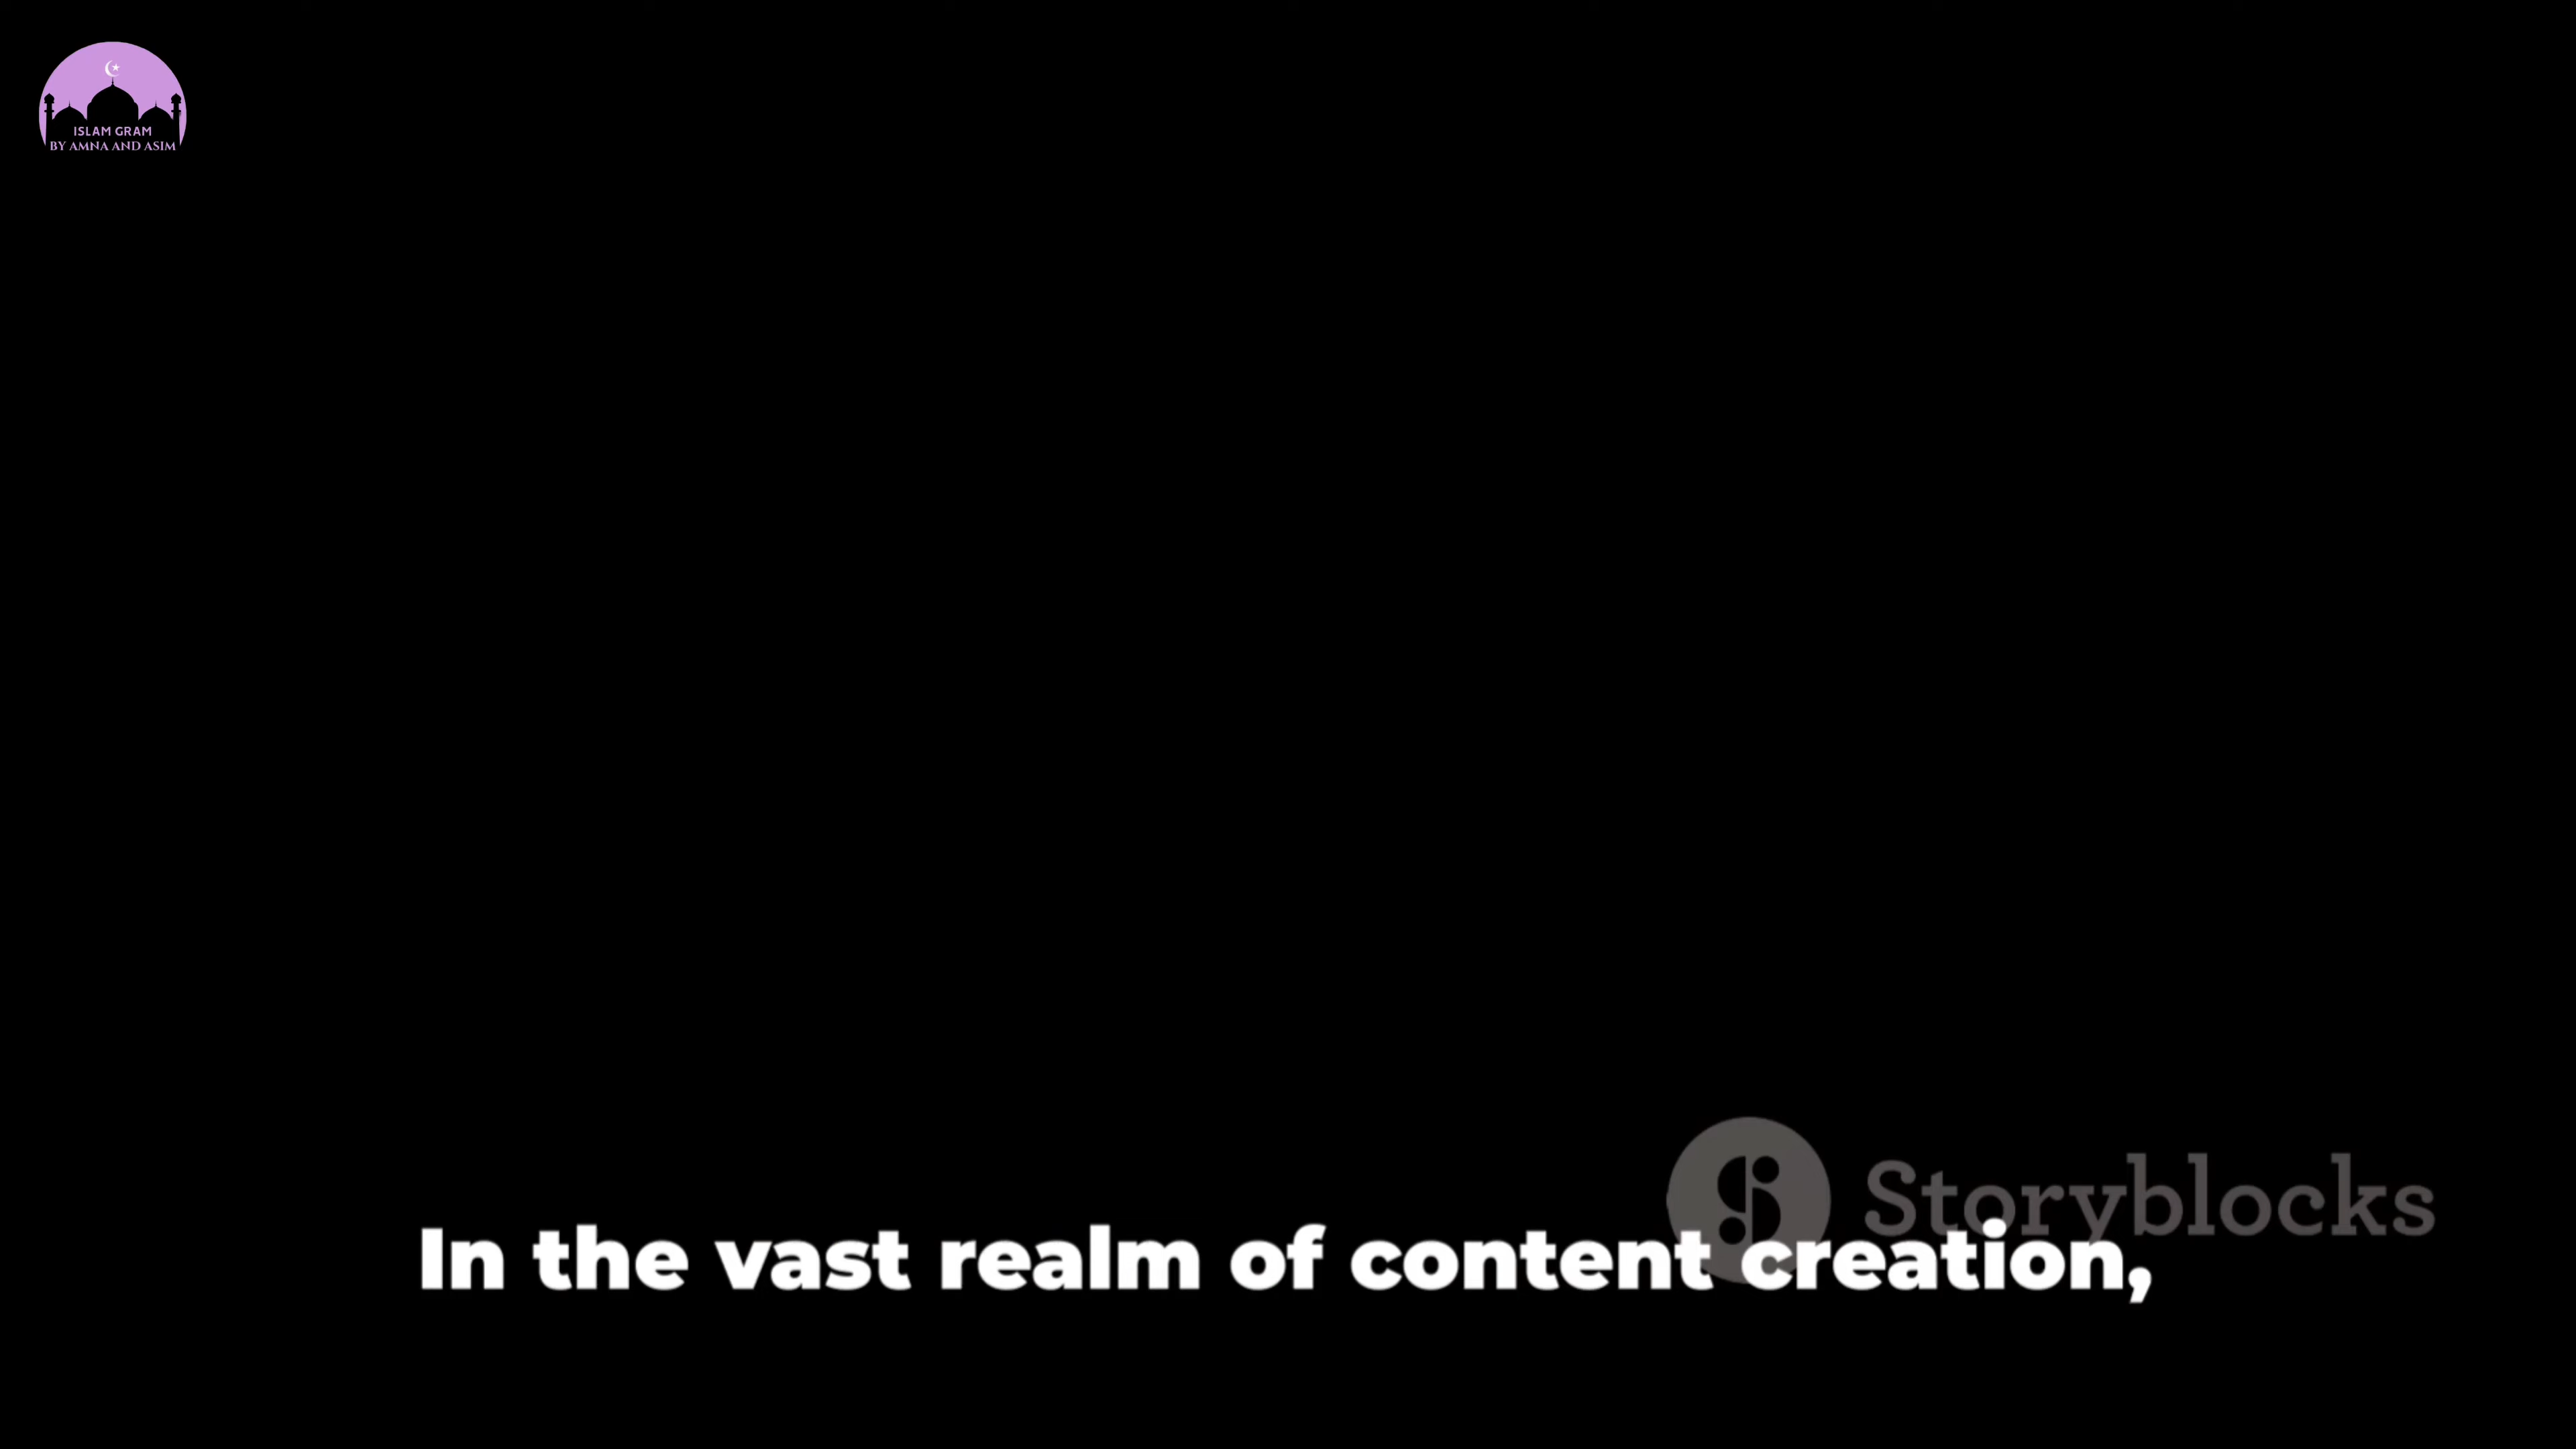 ISLAM GRAM
BY AMNA AND ASIM
Storyblocks
In the vast realm of content creation,